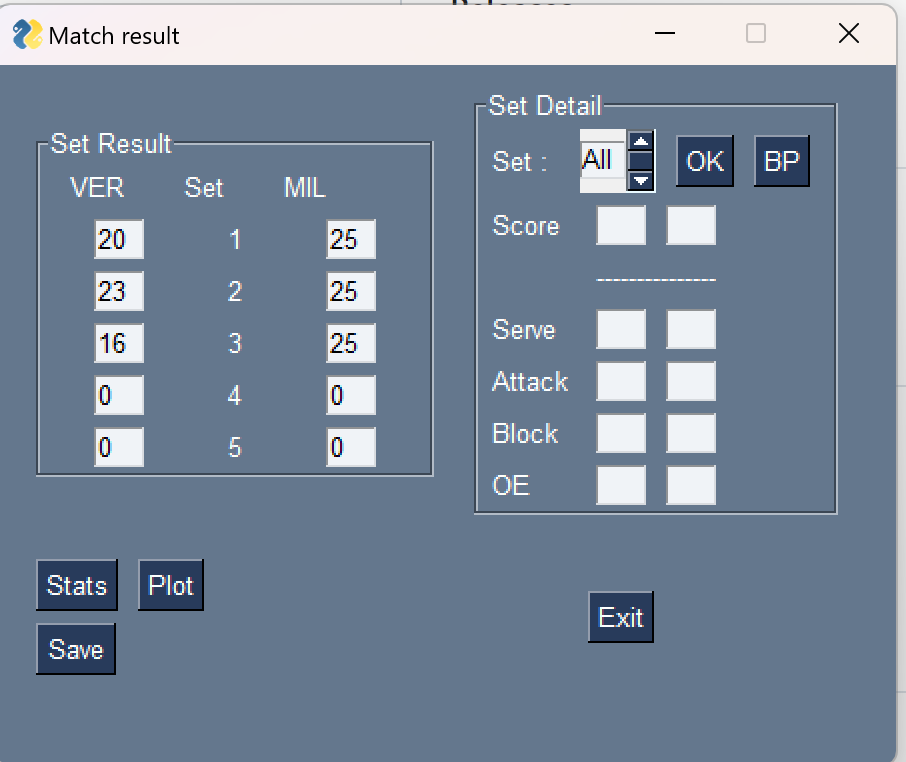 Match result
Set Result
VER Set MIL
20 1 25
23 2 25
16 3 25
0 4 0
0 5 0
Set Detail
Set : All OK BP
Score
--------------------
Serve
Attack
Block
OE
Stats Plot
Save
Exit